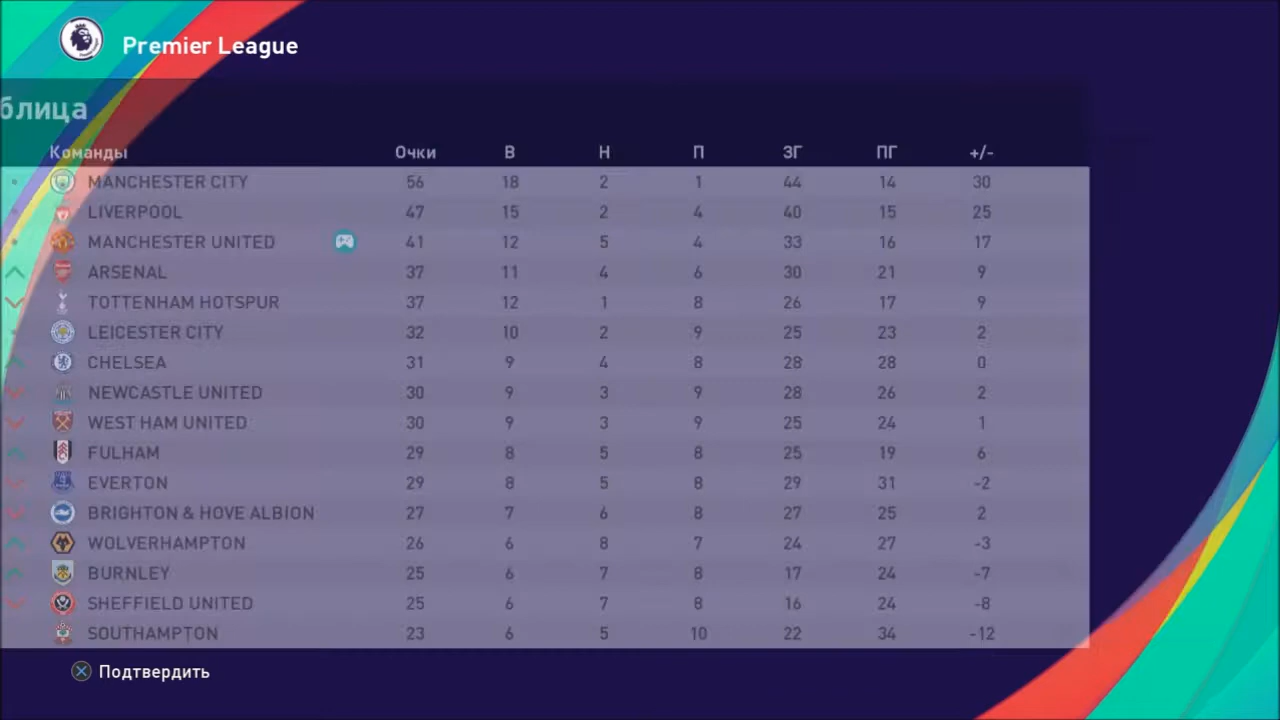 Premier League
блица
Команды Очки В Н П ЗГ ПГ +/-
MANCHESTER CITY 56 18 2 1 44 14 30
LIVERPOOL 47 15 2 4 40 15 25
MANCHESTER UNITED 41 12 5 4 33 16 17
ARSENAL 37 11 4 6 30 21 9
TOTTENHAM HOTSPUR 37 12 1 8 26 17 9
LEICESTER CITY 32 10 2 9 25 23 2
CHELSEA 31 9 4 8 28 28 0
NEWCASTLE UNITED 30 9 3 9 28 26 2
WEST HAM UNITED 30 9 3 9 25 24 1
FULHAM 29 8 5 8 25 19 6
EVERTON 29 8 5 8 29 31 -2
BRIGHTON & HOVE ALBION 27 7 6 8 27 25 2
WOLVERHAMPTON 26 6 8 7 24 27 -3
BURNLEY 25 6 7 8 17 24 -7
SHEFFIELD UNITED 25 6 7 8 16 24 -8
SOUTHAMPTON 23 6 5 10 22 34 -12
Подтвердить